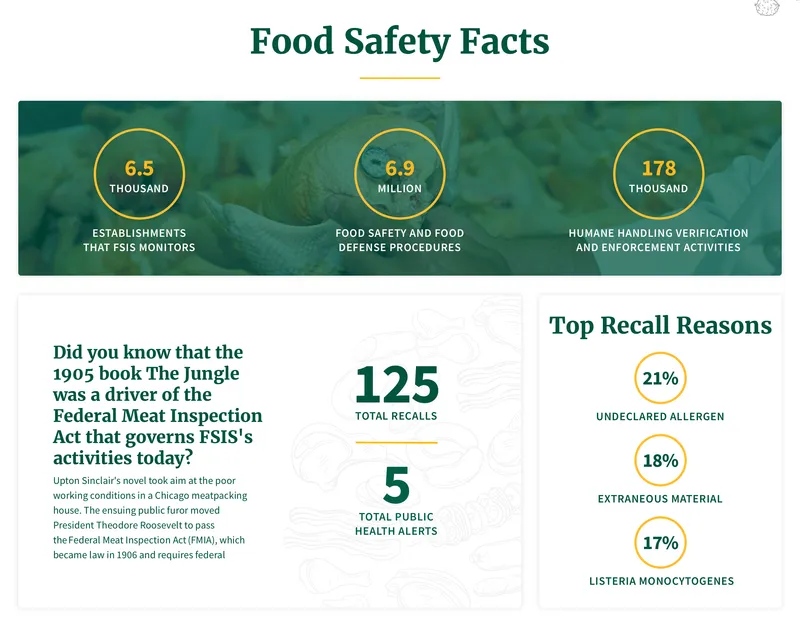 Food Safety Facts
6.5
THOUSAND
ESTABLISHMENTS
THAT FSIS MONITORS
6.9
MILLION
FOOD SAFETY AND FOOD
DEFENSE PROCEDURES
178
THOUSAND
HUMANE HANDLING VERIFICATION
AND ENFORCEMENT ACTIVITIES
Did you know that the
1905 book The Jungle
was a driver of the
Federal Meat Inspection
Act that governs FSIS's
activities today?
Upton Sinclair's novel took aim at the poor
working conditions in a Chicago meatpacking
house. The ensuing public furor moved
President Theodore Roosevelt to pass
the Federal Meat Inspection Act (FMIA), which
became law in 1906 and requires federal
125
TOTAL RECALLS
5
TOTAL PUBLIC
HEALTH ALERTS
Top Recall Reasons
21%
UNDECLARED ALLERGEN
18%
EXTRANEOUS MATERIAL
17%
LISTERIA MONOCYTOGENES